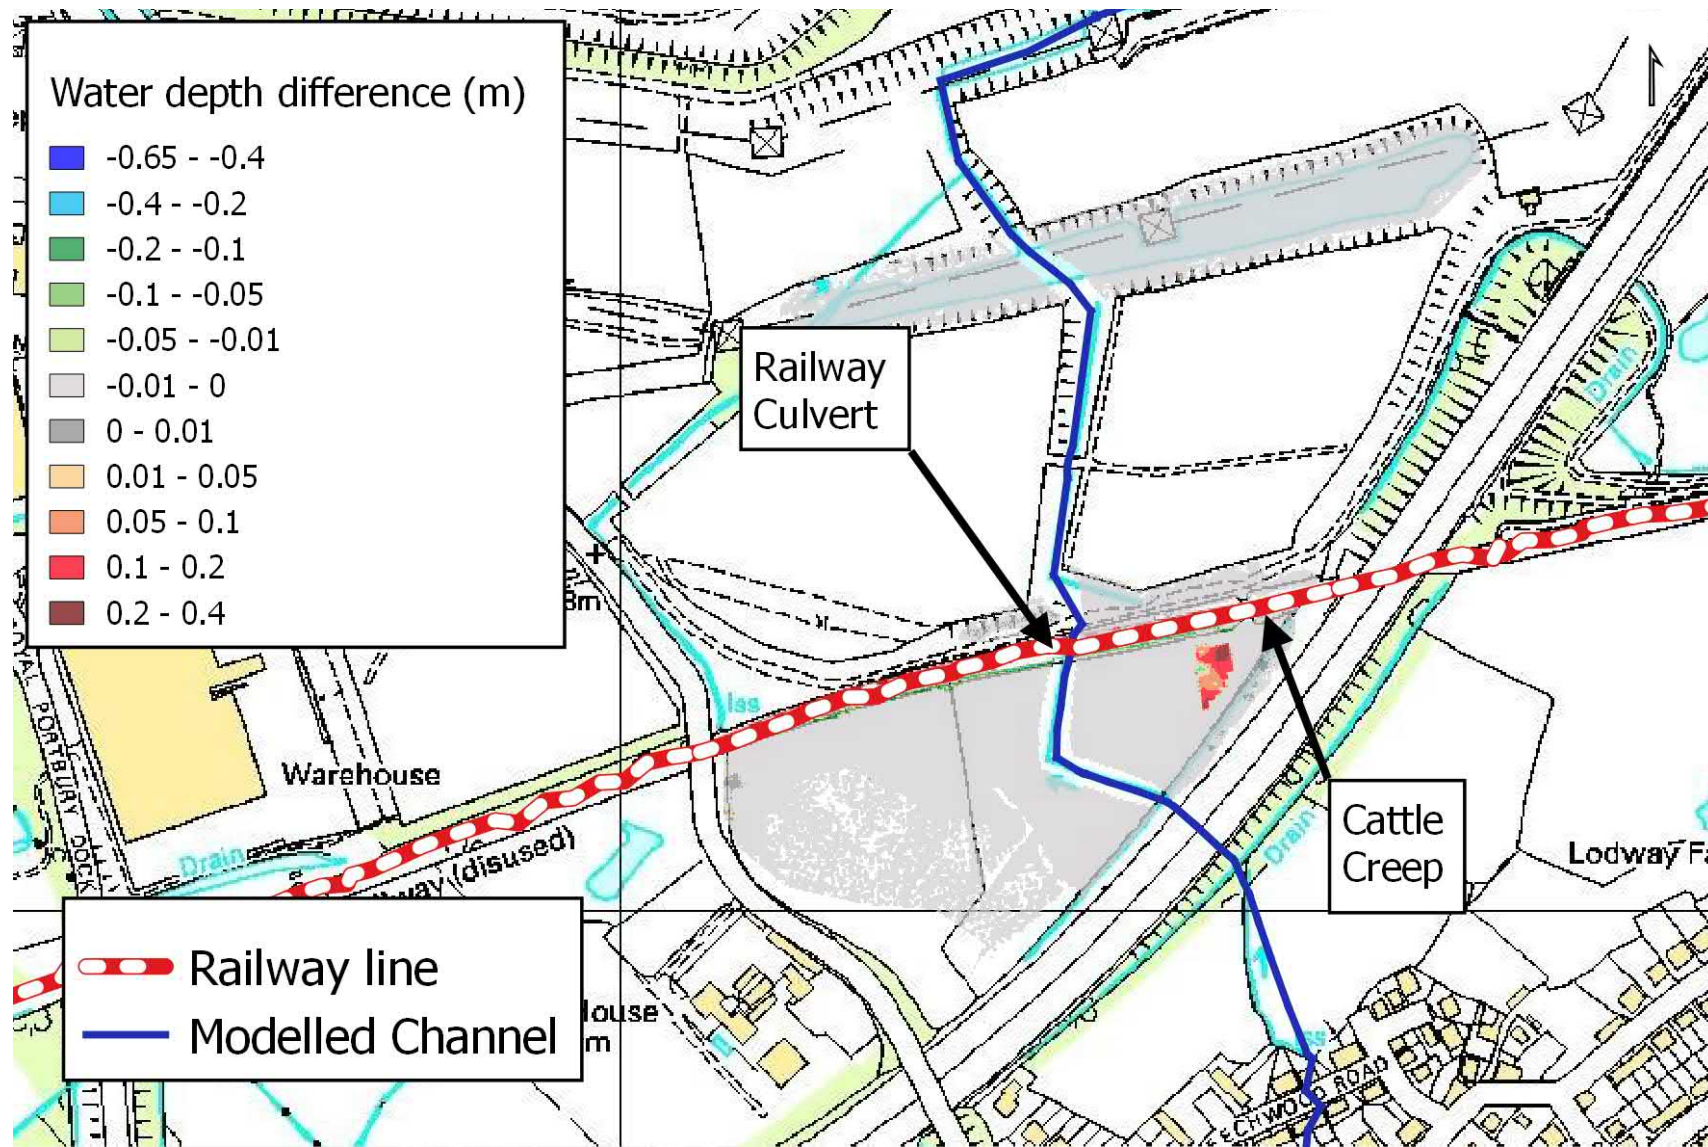 Water depth difference (m)
-0.65 - -0.4
-0.4 - -0.2
-0.2 - -0.1
-0.1 - -0.05
-0.05 - -0.01
-0.01 - 0
0 - 0.01
0.01 - 0.05
0.05 - 0.1
0.1 - 0.2
0.2 - 0.4
Railway
Culvert
Drain
Iss
Warehouse
PORTBURY DOCK
Drain
(disused)
Cattle
Creep
Drain
Lodway
Railway line
Modelled Channel
ROAD